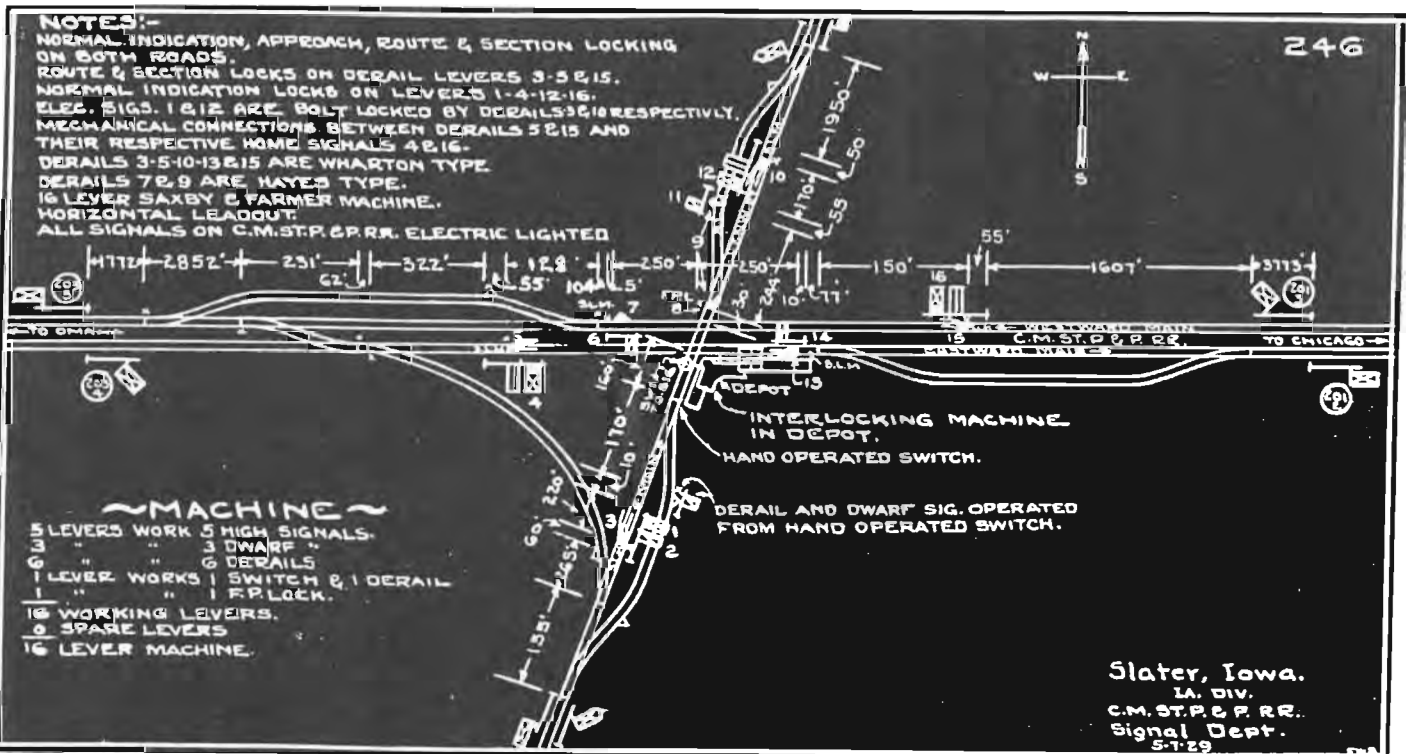 NOTES:-
NORMAL INDICATION, APPROACH, ROUTE & SECTION LOCKING
ON BOTH ROADS.
ROUTE & SECTION LOCKS ON DERAIL LEVERS 3-5 & 15.
NORMAL INDICATION LOCKS ON LEVERS 1-4-12-16.
ELEC. SIGS. 1 & 12 ARE BOLT LOCKED BY DERAILS 3 & 10 RESPECTIVLY.
MECHANICAL CONNECTIONS BETWEEN DERAILS 5 & 15 AND
THEIR RESPECTIVE HOME SIGNALS 4 & 16.
DERAILS 3-5-10-13 & 15 ARE WHARTON TYPE
DERAILS 7 & 9 ARE HAYES TYPE.
16 LEVER SAXBY & FARMER MACHINE.
HORIZONTAL LEADOUT.
ALL SIGNALS ON C.M.ST.P. & P. RR. ELECTRIC LIGHTED
246
N
W E
S
1950'
50'
170'
55'
244'
30'
12
11
10
9
1772'
2852'
231'
62'
322'
55'
128'
104'
5'
250'
250'
10'
77'
150'
55'
1607'
3773'
7
8
6
14
16
15
13
4
TO OMAHA
WESTWARD MAIN
C.M. ST. P. & P. RR.
EASTWARD MAIN
TO CHICAGO
DEPOT
INTERLOCKING MACHINE
IN DEPOT.
HAND OPERATED SWITCH.
DERAIL AND DWARF SIG. OPERATED
FROM HAND OPERATED SWITCH.
160'
170'
10'
220'
60'
265'
135'
3
1
2
~MACHINE~
5 LEVERS WORK 5 HIGH SIGNALS.
3 " " 3 DWARF "
6 " " 6 DERAILS
1 LEVER WORKS 1 SWITCH & 1 DERAIL
1 " " 1 F.P. LOCK.
16 WORKING LEVERS.
0 SPARE LEVERS
16 LEVER MACHINE.
Slater, Iowa.
IA. DIV.
C.M. ST. P. & P. RR.
Signal Dept.
5-7-29